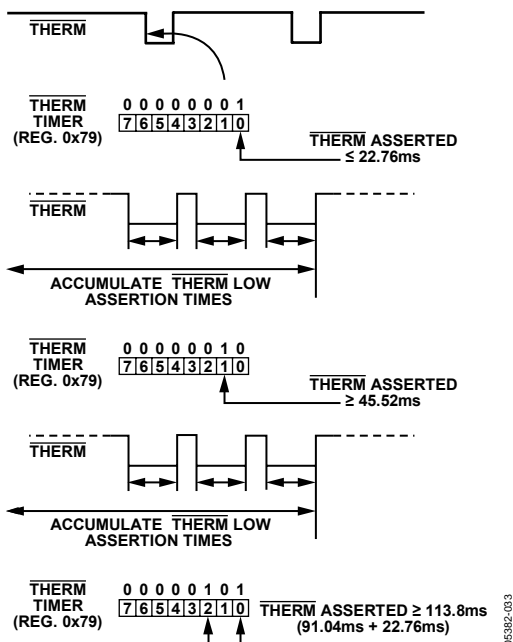 THERM
THERM
TIMER
(REG. 0x79)
0 0 0 0 0 0 0 1
7 6 5 4 3 2 1 0
THERM ASSERTED
≤ 22.76ms
THERM
ACCUMULATE THERM LOW
ASSERTION TIMES
THERM
TIMER
(REG. 0x79)
0 0 0 0 0 0 1 0
7 6 5 4 3 2 1 0
THERM ASSERTED
≥ 45.52ms
THERM
ACCUMULATE THERM LOW
ASSERTION TIMES
THERM
TIMER
(REG. 0x79)
0 0 0 0 0 1 0 1
7 6 5 4 3 2 1 0
THERM ASSERTED ≥ 113.8ms
(91.04ms + 22.76ms)